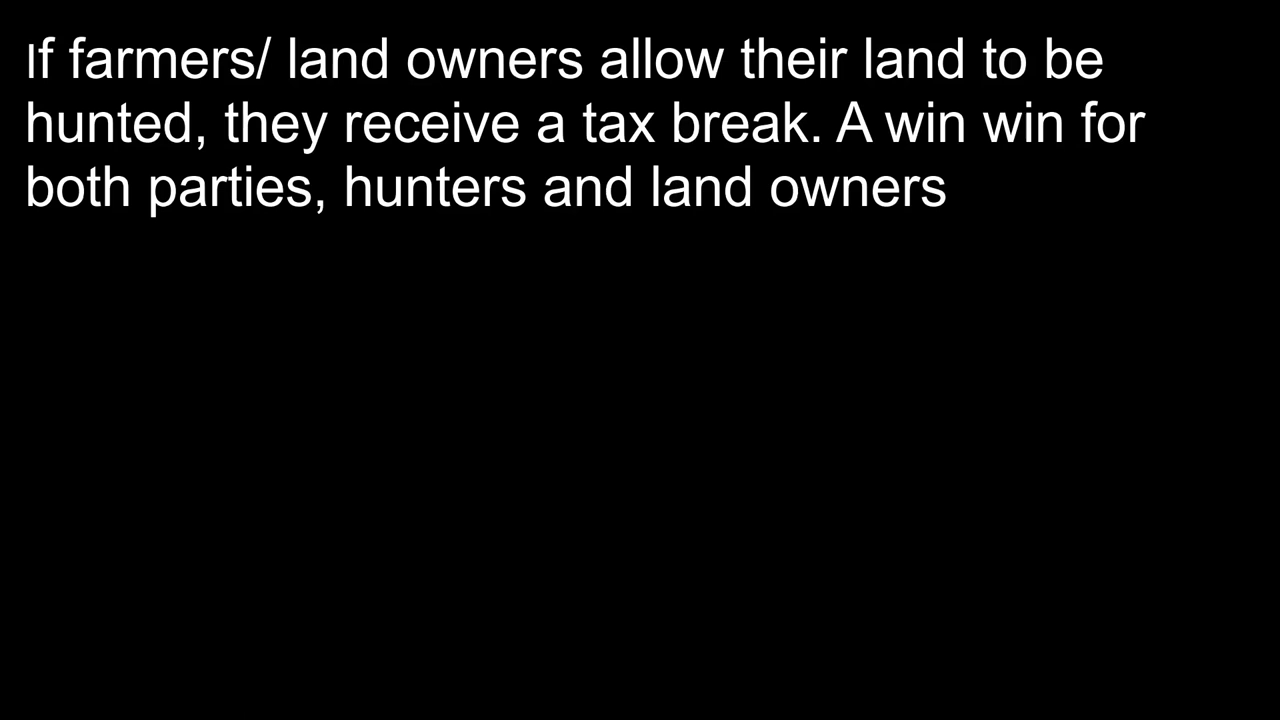 If farmers/ land owners allow their land to be
hunted, they receive a tax break. A win win for
both parties, hunters and land owners